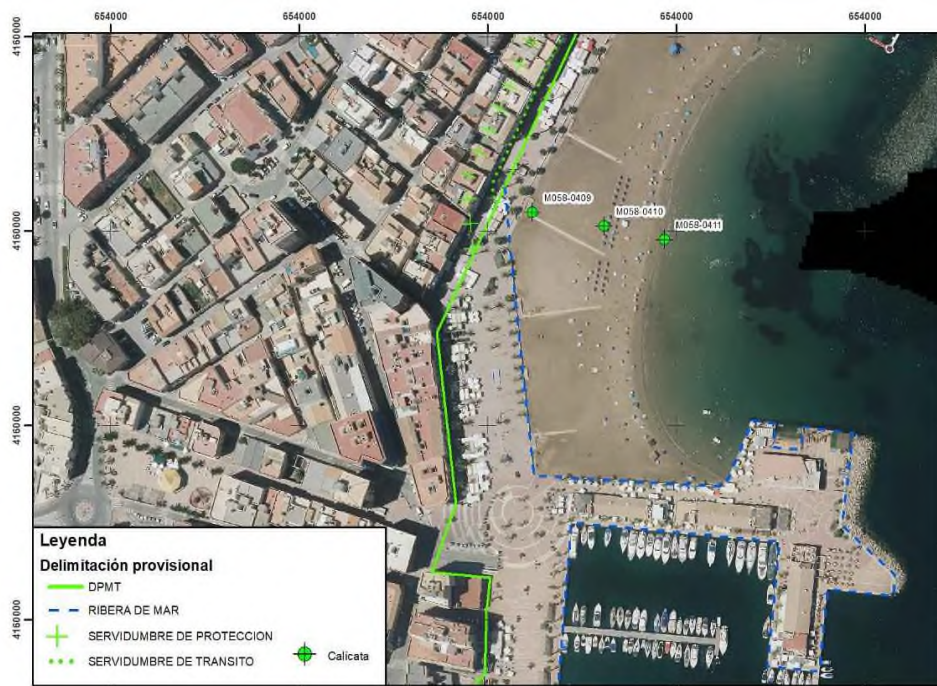 654000 654000 654000 654000 654000
4160000
4160000
4160000
4160000
M058-0409
M058-0410
M058-0411
Leyenda
Delimitación provisional
DPMT
RIBERA DE MAR
SERVIDUMBRE DE PROTECCION
SERVIDUMBRE DE TRANSITO
Calicata